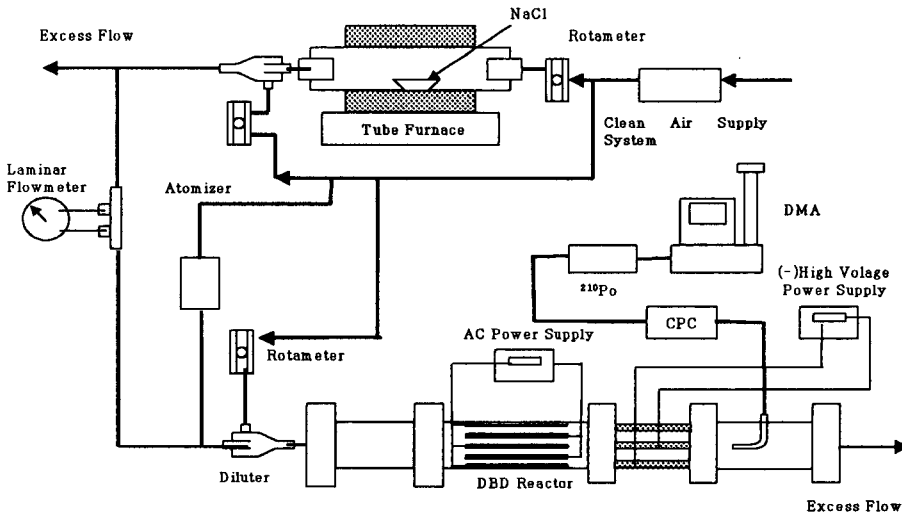 NaCl
Excess Flow
Rotameter
Tube Furnace
Clean Air Supply
System
Laminar
Flowmeter
Atomizer
DMA
²¹⁰Po
(-)High Volage
Power Supply
CPC
AC Power Supply
Rotameter
Diluter
DBD Reactor
Excess Flow